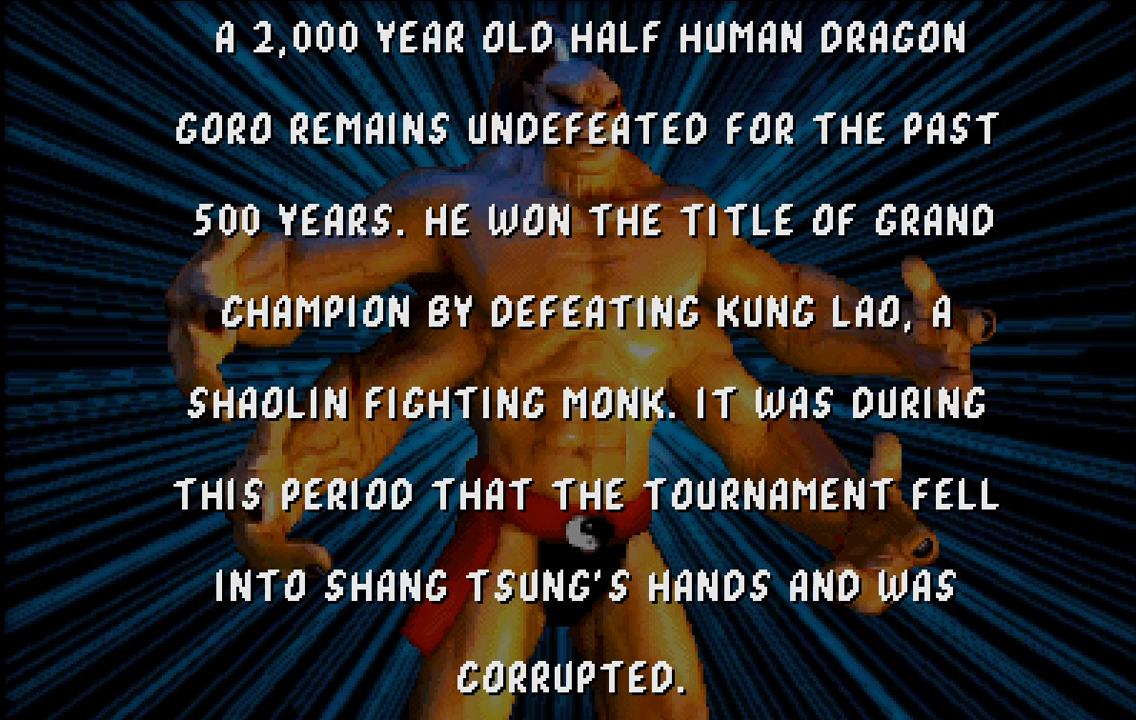 A 2,000 YEAR OLD HALF HUMAN DRAGON
GORO REMAINS UNDEFEATED FOR THE PAST
500 YEARS. HE WON THE TITLE OF GRAND
CHAMPION BY DEFEATING KUNG LAO, A
SHAOLIN FIGHTING MONK. IT WAS DURING
THIS PERIOD THAT THE TOURNAMENT FELL
INTO SHANG TSUNG'S HANDS AND WAS
CORRUPTED.